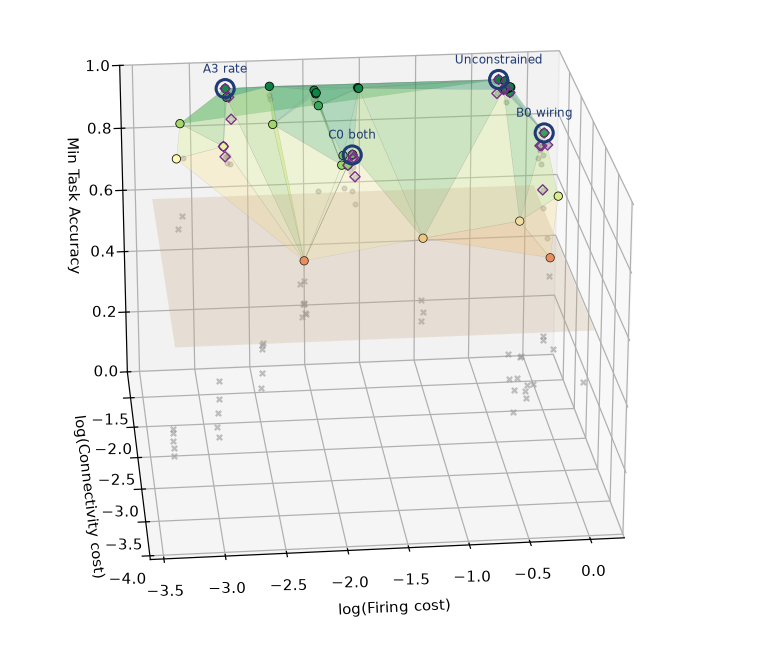 Unconstrained
A3 rate
B0 wiring
C0 both
1.0
0.8
0.6
0.4
0.2
0.0
Min Task Accuracy
−1.5
−2.0
−2.5
−3.0
−3.5
−4.0
log(Connectivity cost)
−3.5
−3.0
−2.5
−2.0
−1.5
−1.0
−0.5
0.0
log(Firing cost)